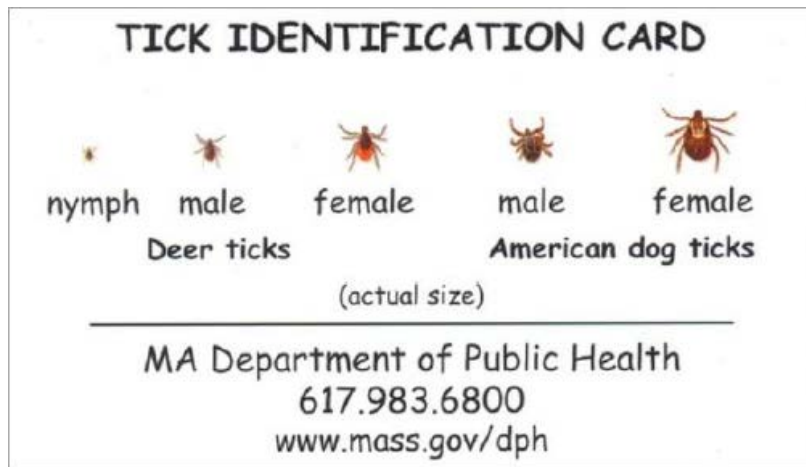 TICK IDENTIFICATION CARD
nymph male female male female
Deer ticks American dog ticks
(actual size)
MA Department of Public Health
617.983.6800
www.mass.gov/dph